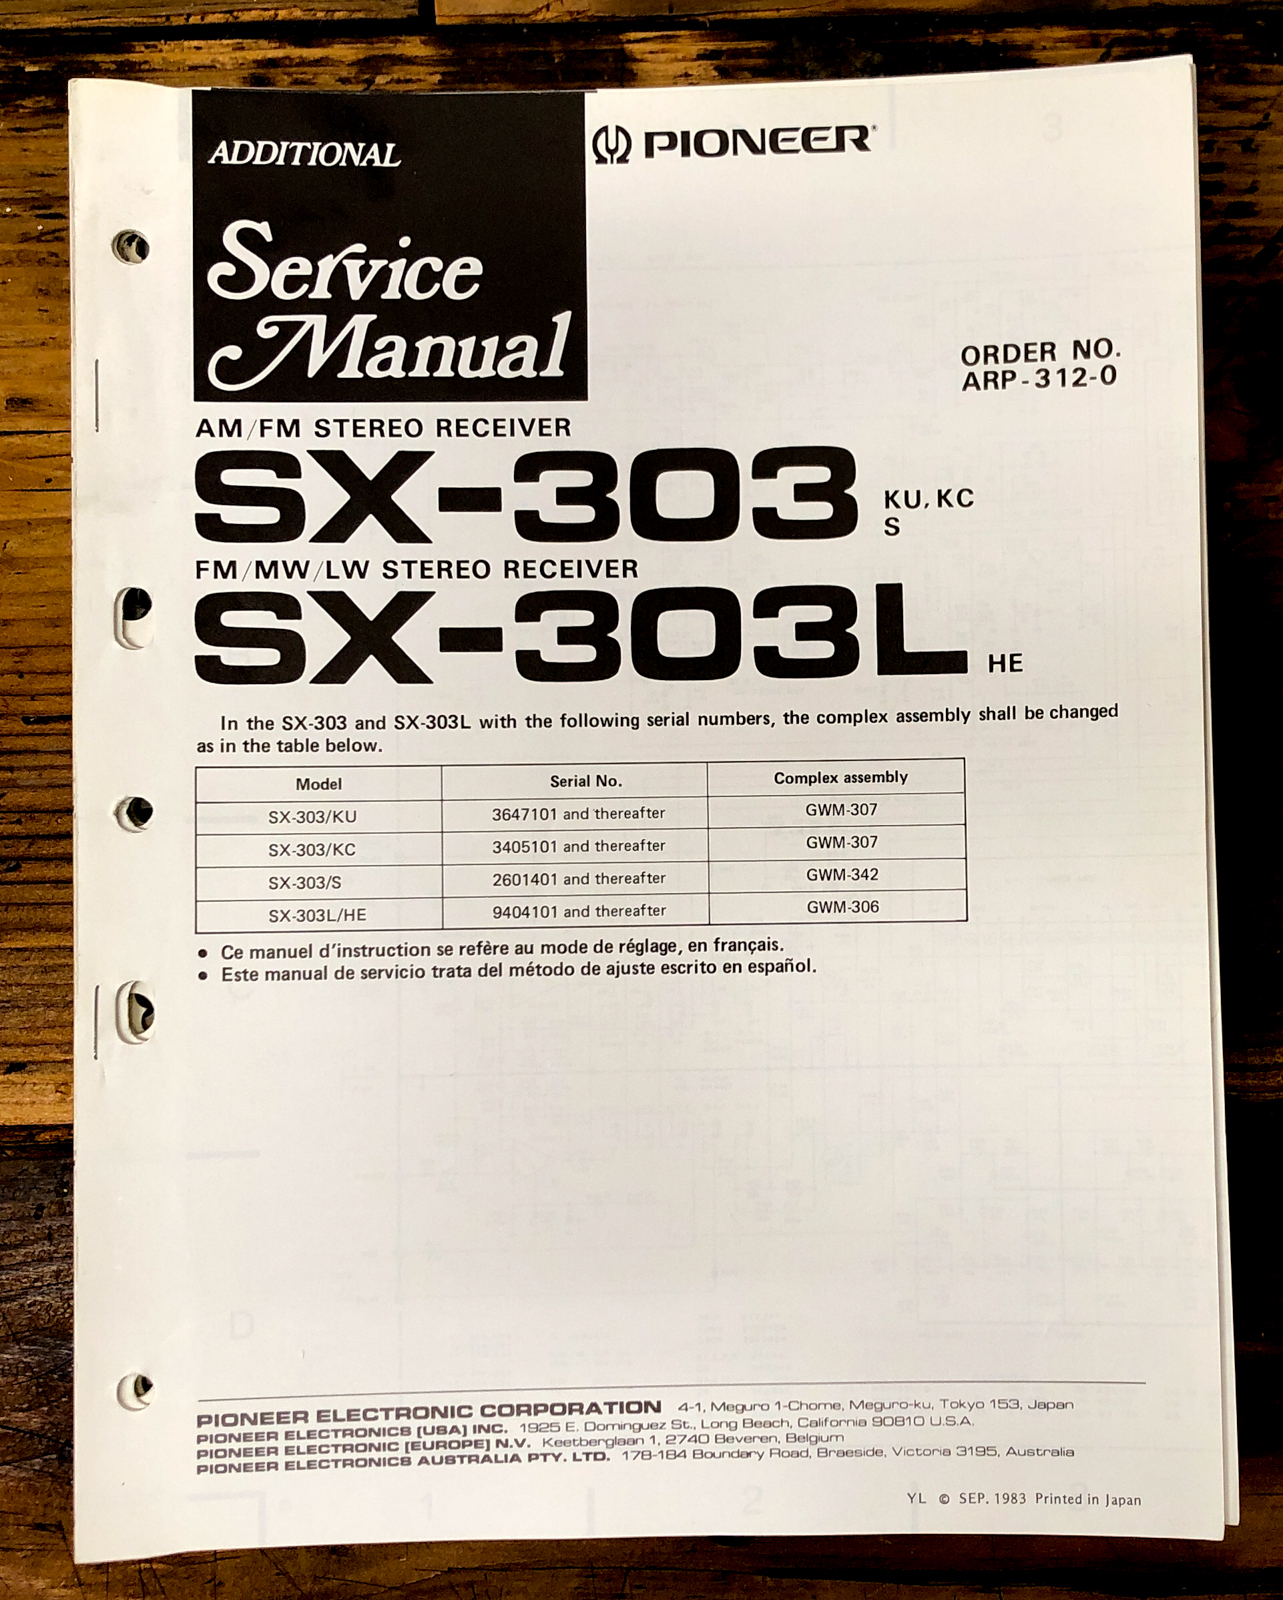 ADDITIONAL
Service
Manual
PIONEER®
ORDER NO.
ARP-312-0
AM/FM STEREO RECEIVER
SX-303 KU, KC
S
FM/MW/LW STEREO RECEIVER
SX-303L HE
In the SX-303 and SX-303L with the following serial numbers, the complex assembly shall be changed
as in the table below.
Model Serial No. Complex assembly
SX-303/KU 3647101 and thereafter GWM-307
SX-303/KC 3405101 and thereafter GWM-307
SX-303/S 2601401 and thereafter GWM-342
SX-303L/HE 9404101 and thereafter GWM-306
• Ce manuel d'instruction se refère au mode de réglage, en français.
• Este manual de servicio trata del método de ajuste escrito en español.
PIONEER ELECTRONIC CORPORATION 4-1, Meguro 1-Chome, Meguro-ku, Tokyo 153, Japan
PIONEER ELECTRONICS [USA] INC. 1925 E. Dominguez St., Long Beach, California 90810 U.S.A.
PIONEER ELECTRONIC [EUROPE] N.V. Keetberglaan 1, 2740 Beveren, Belgium
PIONEER ELECTRONICS AUSTRALIA PTY. LTD. 178-184 Boundary Road, Braeside, Victoria 3195, Australia
YL © SEP. 1983 Printed in Japan